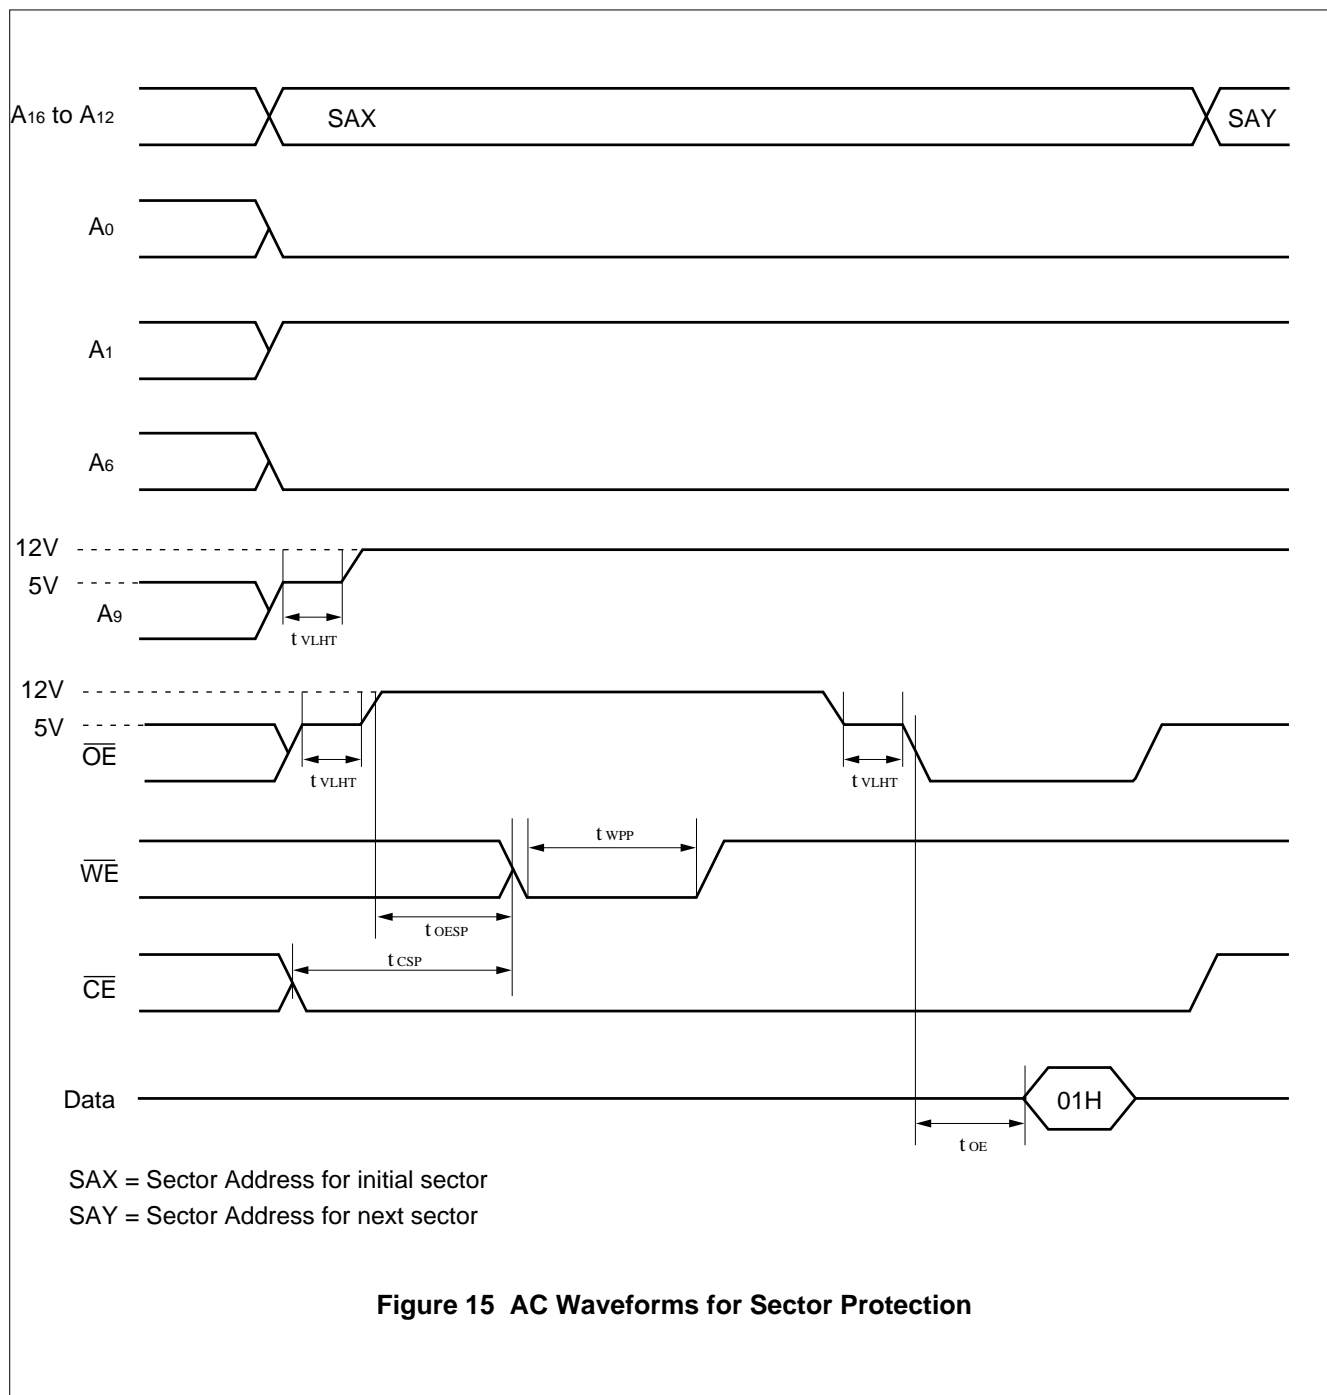 A16 to A12
SAX
SAY
A0
A1
A6
12V
5V
A9
t VLHT
12V
5V
OE
t VLHT
t VLHT
t WPP
WE
t OESP
t CSP
CE
Data
01H
t OE
SAX = Sector Address for initial sector
SAY = Sector Address for next sector
Figure 15 AC Waveforms for Sector Protection